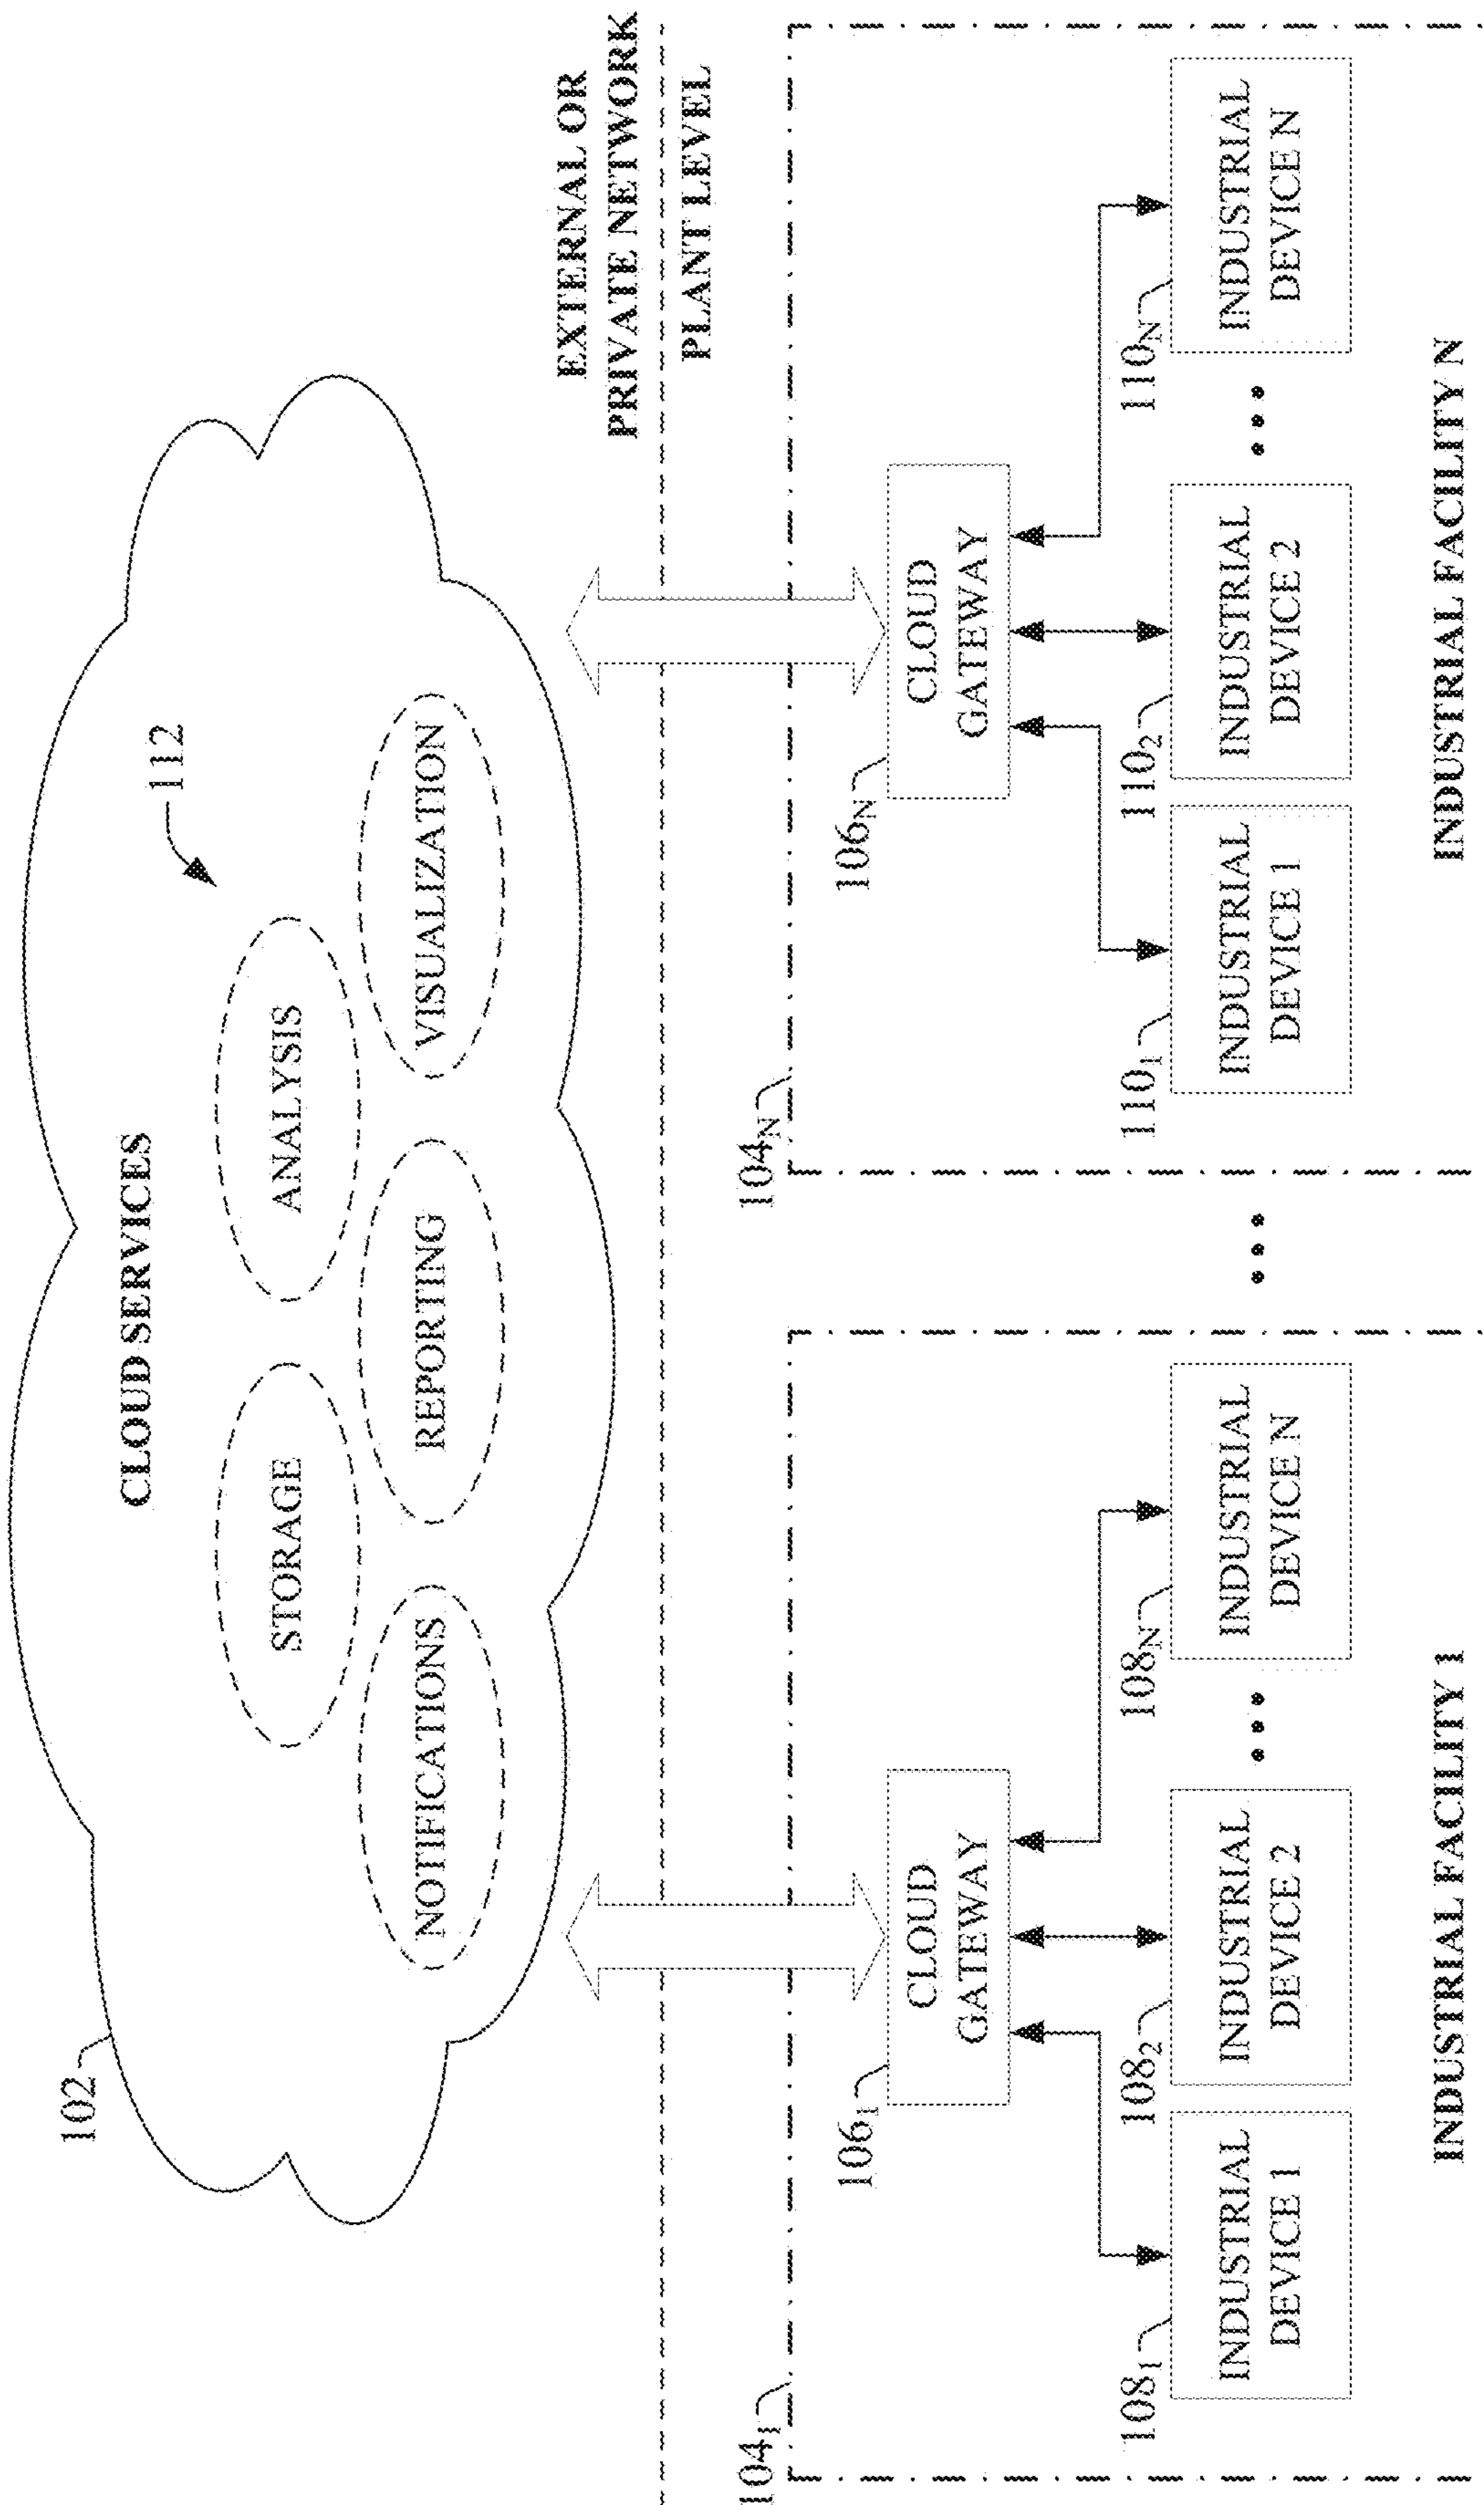 102
CLOUD SERVICES
112
STORAGE
ANALYSIS
NOTIFICATIONS
REPORTING
VISUALIZATION
EXTERNAL OR
PRIVATE NETWORK
PLANT LEVEL
104₁
104N
106₁
CLOUD
GATEWAY
106N
CLOUD
GATEWAY
108₁
108₂
108N
110₁
110₂
110N
INDUSTRIAL
DEVICE 1
INDUSTRIAL
DEVICE 2
INDUSTRIAL
DEVICE N
INDUSTRIAL
DEVICE 1
INDUSTRIAL
DEVICE 2
INDUSTRIAL
DEVICE N
INDUSTRIAL FACILITY 1
INDUSTRIAL FACILITY N